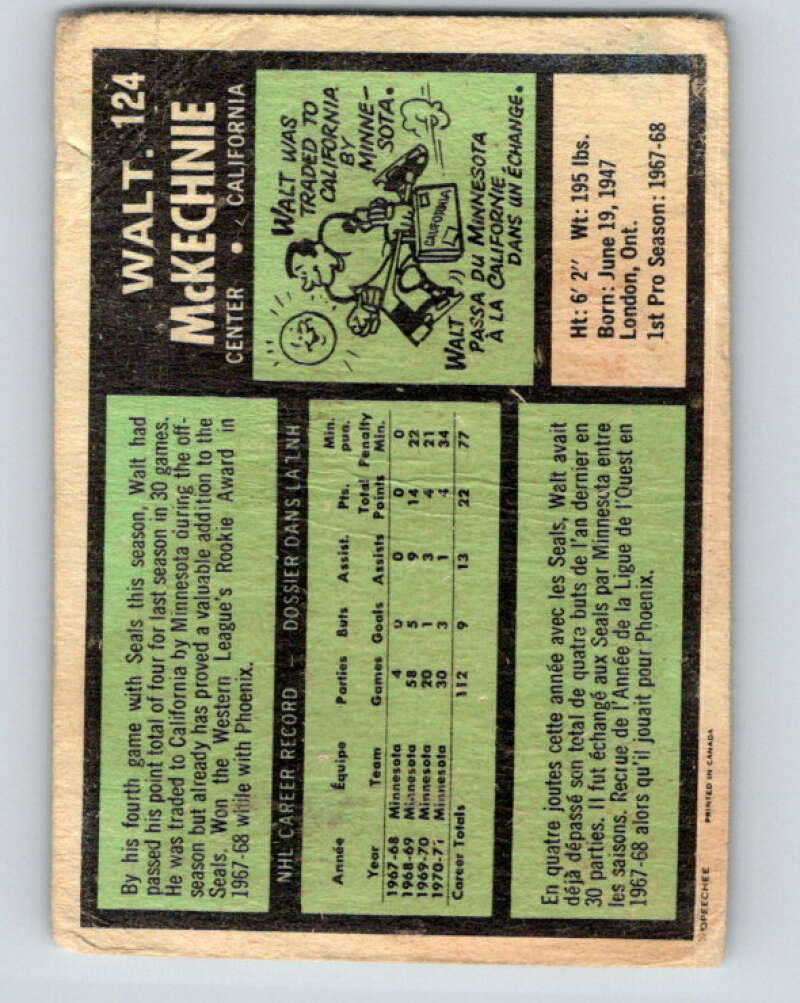 WALT. 124
McKECHNIE
CENTER • CALIFORNIA
By his fourth game with Seals this season, Walt had
passed his point total of four for last season in 30 games.
He was traded to California by Minnesota during the off-
season but already has proved a valuable addition to the
Seals. Won the Western League's Rookie Award in
1967-68 while with Phoenix.
WALT WAS
TRADED TO
CALIFORNIA
BY
MINNE-
SOTA.
CALIFORNIA
WALT
PASSA DU MINNESOTA
À LA CALIFORNIE
DANS UN ÉCHANGE.
NHL CAREER RECORD — DOSSIER DANS LA LNH
Année Équipe Parties Buts Assist. Pts. Min. pun.
Year Team Games Goals Assists Total Points Penalty Min.
1967-68 Minnesota 4 0 0 0 0
1968-69 Minnesota 58 5 9 14 22
1969-70 Minnesota 20 1 3 4 21
1970-71 Minnesota 30 3 1 4 34
Career Totals 112 9 13 22 77
Ht: 6' 2" Wt: 195 lbs.
Born: June 19, 1947
London, Ont.
1st Pro Season: 1967-68
En quatre joutes cette année avec les Seals, Walt avait
déjà dépassé son total de quatre buts de l'an dernier en
30 parties. Il fut échangé aux Seals par Minnesota entre
les saisons. Recrue de l'Année de la Ligue de l'Ouest en
1967-68 alors qu'il jouait pour Phoenix.
OPEECHEE PRINTED IN CANADA